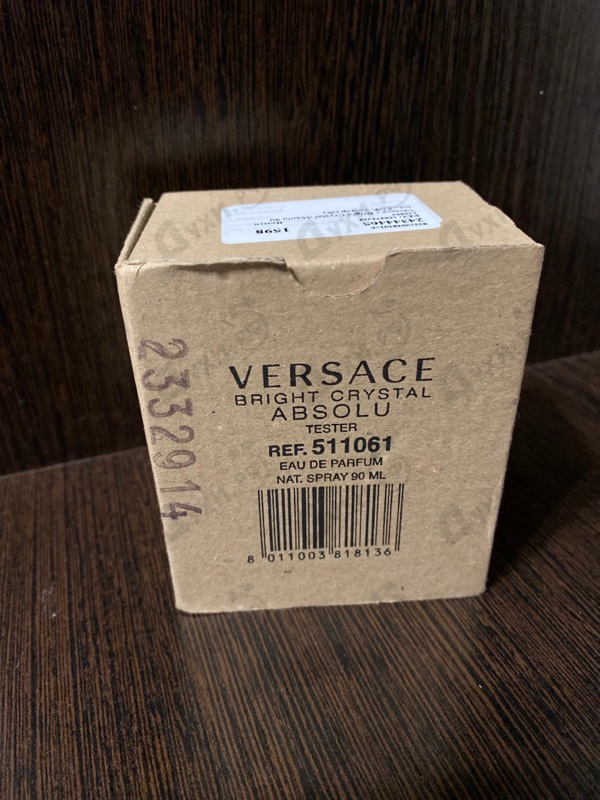 1598
24344465
VERSACE
BRIGHT CRYSTAL
ABSOLU
TESTER
REF. 511061
EAU DE PARFUM
NAT. SPRAY 90 ML
8 011003 818136
2332914